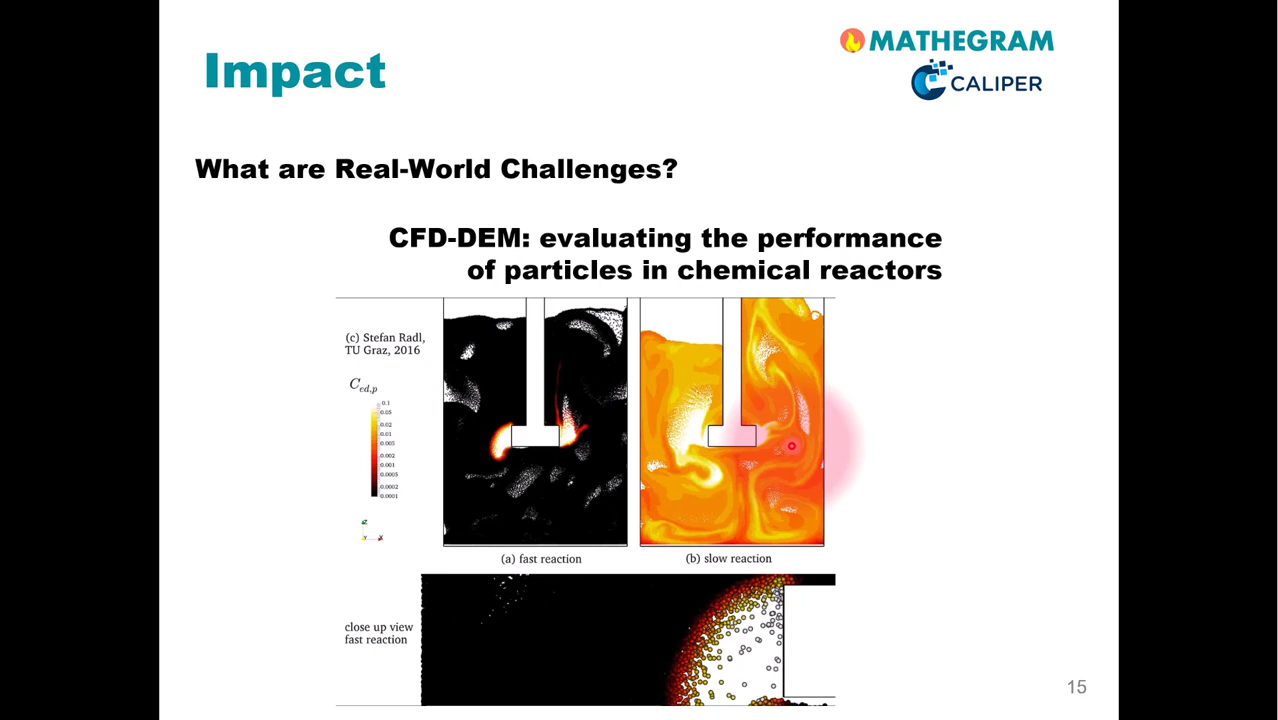 Impact
MATHEGRAM
CALIPER
What are Real-World Challenges?
CFD-DEM: evaluating the performance
of particles in chemical reactors
(c) Stefan Radl,
TU Graz, 2016
C_ed,p
0.1
0.05
0.02
0.01
0.005
0.002
0.001
0.0005
0.0002
0.0001
Z
Y X
(a) fast reaction
(b) slow reaction
close up view
fast reaction
15